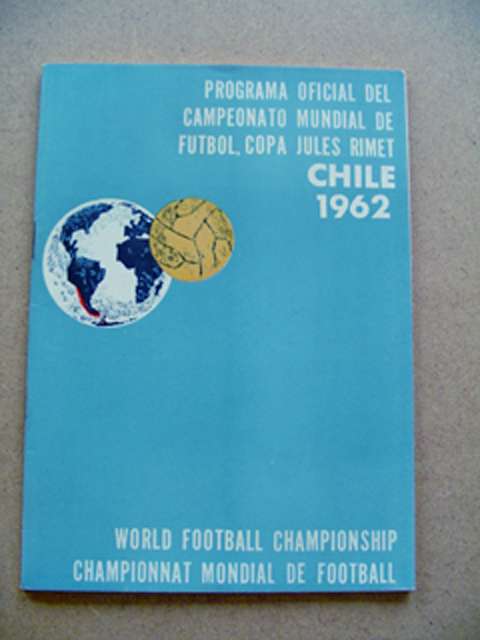 PROGRAMA OFICIAL DEL
CAMPEONATO MUNDIAL DE
FUTBOL. COPA JULES RIMET
CHILE
1962
WORLD FOOTBALL CHAMPIONSHIP
CHAMPIONNAT MONDIAL DE FOOTBALL